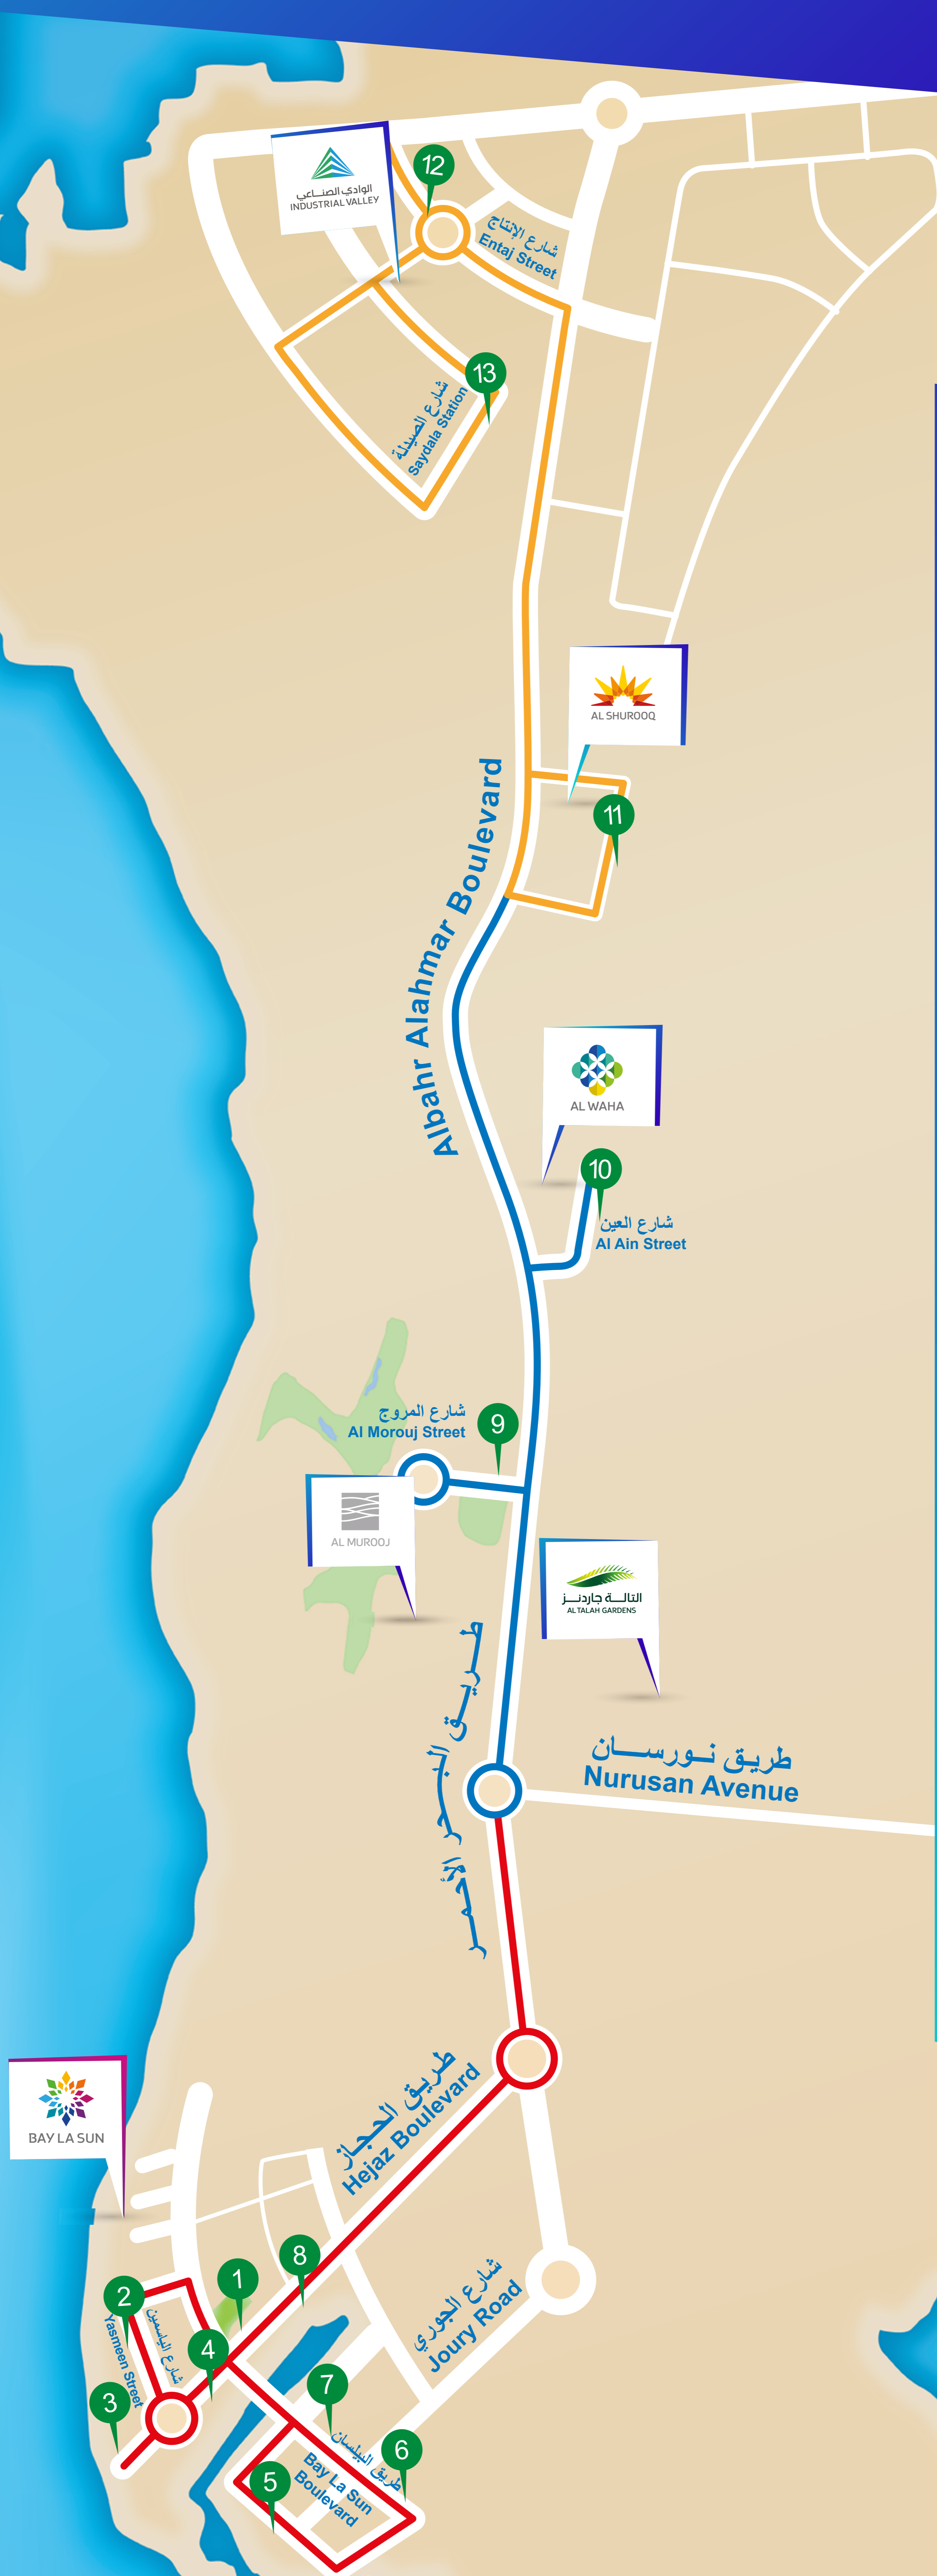 الوادي الصناعي
INDUSTRIAL VALLEY
12
شارع الإنتاج
Entaj Street
13
شارع الصيدلة
Saydala Station
AL SHUROOQ
11
Albahr Alahmar Boulevard
AL WAHA
10
شارع العين
Al Ain Street
شارع المروج
Al Morouj Street
9
AL MUROOJ
التالة جاردنز
AL TALAH GARDENS
طريق البحر الأحمر
طريق نورسان
Nurusan Avenue
طريق الحجاز
Hejaz Boulevard
BAY LA SUN
8
1
2
شارع الياسمين
Yasmeen Street
4
3
شارع الجوري
Joury Road
7
6
طريق البيلسان
Bay La Sun
Boulevard
5